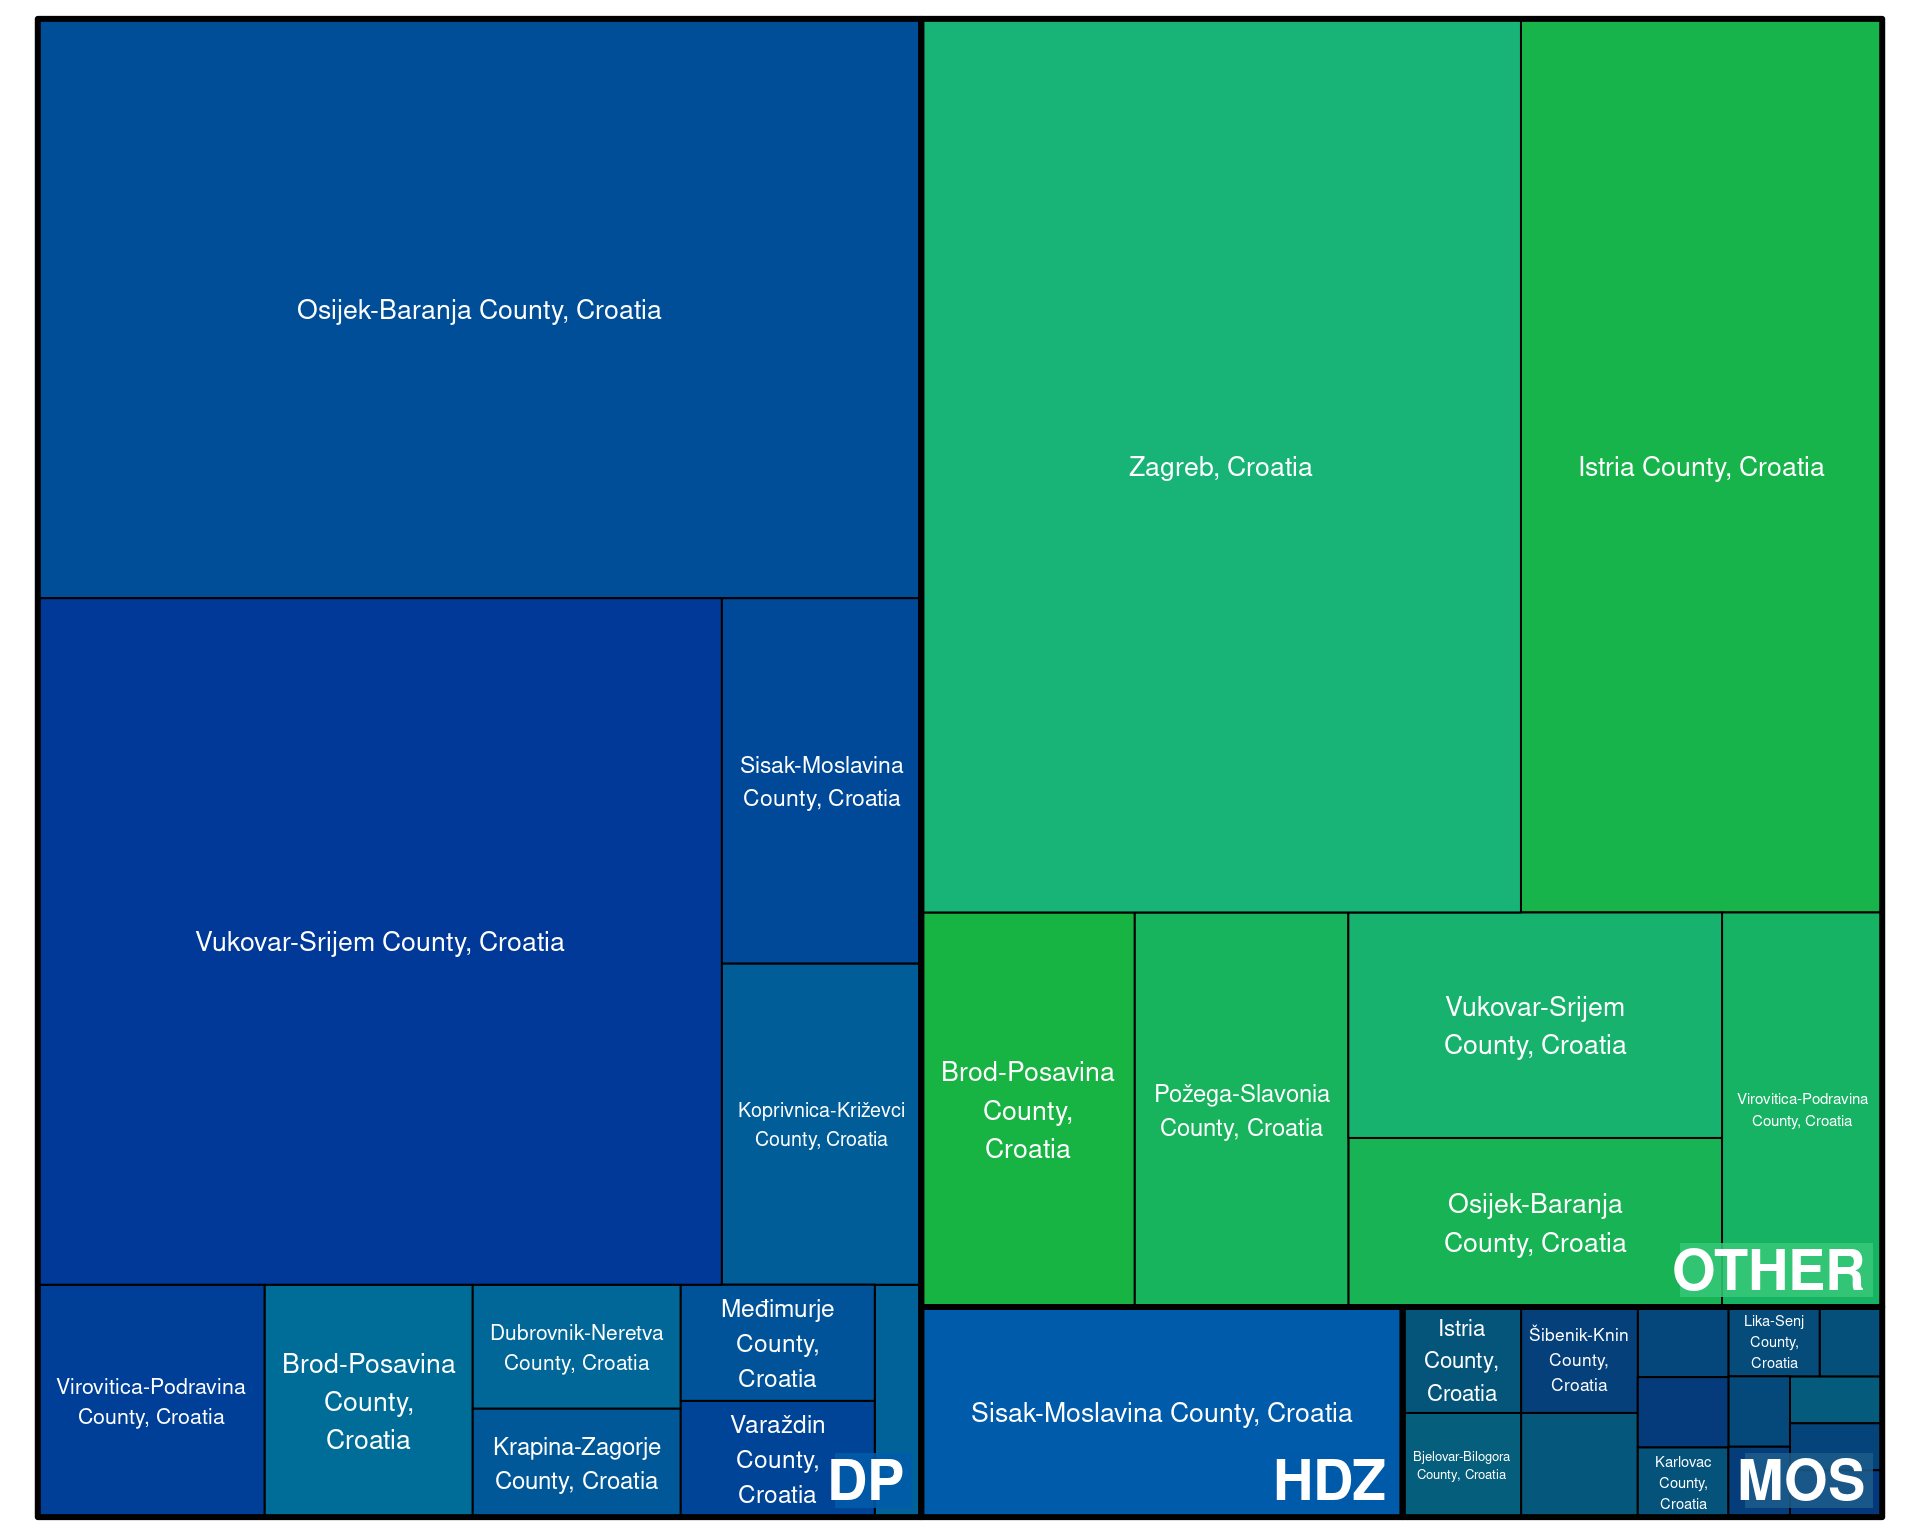 Osijek-Baranja County, Croatia
Vukovar-Srijem County, Croatia
Sisak-Moslavina
County, Croatia
Koprivnica-Križevci
County, Croatia
Virovitica-Podravina
County, Croatia
Brod-Posavina
County,
Croatia
Dubrovnik-Neretva
County, Croatia
Krapina-Zagorje
County, Croatia
Međimurje
County,
Croatia
Varaždin
County,
Croatia
DP
Zagreb, Croatia
Istria County, Croatia
Brod-Posavina
County,
Croatia
Požega-Slavonia
County, Croatia
Vukovar-Srijem
County, Croatia
Osijek-Baranja
County, Croatia
Virovitica-Podravina
County, Croatia
OTHER
Sisak-Moslavina County, Croatia
HDZ
Istria
County,
Croatia
Bjelovar-Bilogora
County, Croatia
Šibenik-Knin
County,
Croatia
Karlovac
County,
Croatia
Lika-Senj
County,
Croatia
MOS